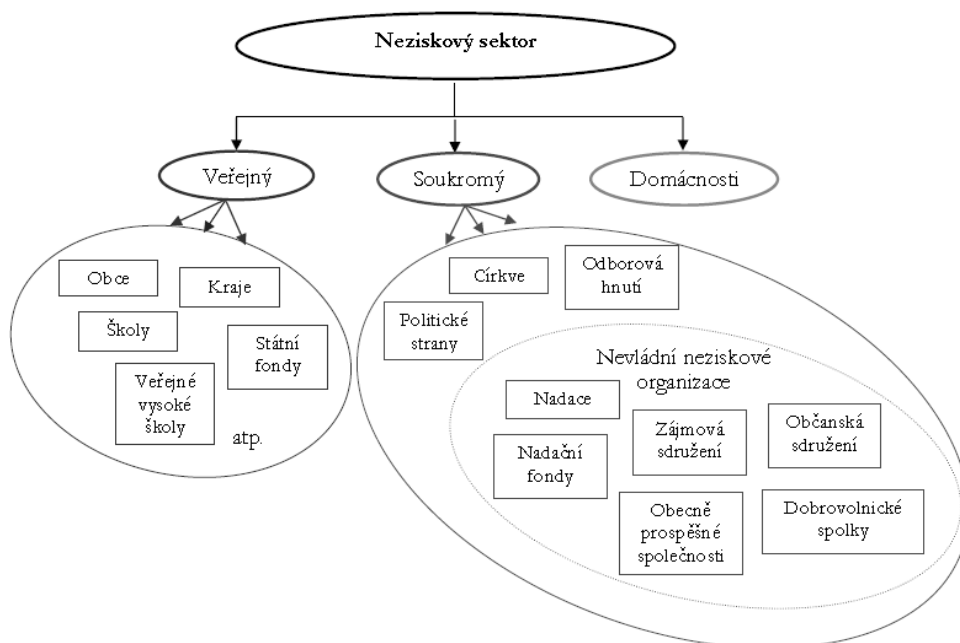 Neziskový sektor
Veřejný
Soukromý
Domácnosti
Obce
Kraje
Školy
Státní
fondy
Veřejné
vysoké
školy
atp.
Církve
Odborová
hnutí
Politické
strany
Nevládní neziskové
organizace
Nadace
Nadační
fondy
Zájmová
sdružení
Občanská
sdružení
Obecně
prospěšné
společnosti
Dobrovolnické
spolky